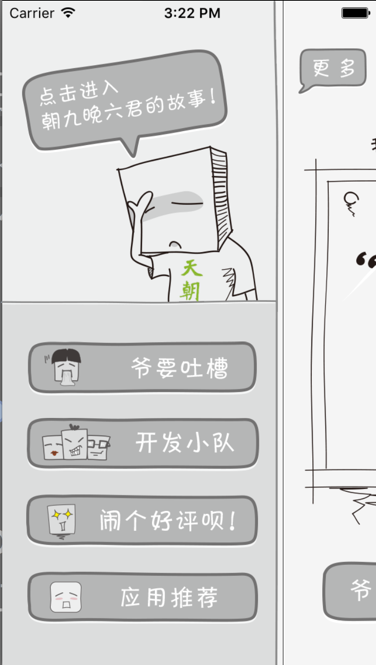 Carrier 3:22 PM
点击进入
朝九晚六君的故事!
更多
天
朝
“
爷要吐槽
开发小队
闹个好评呗!
应用推荐
爷